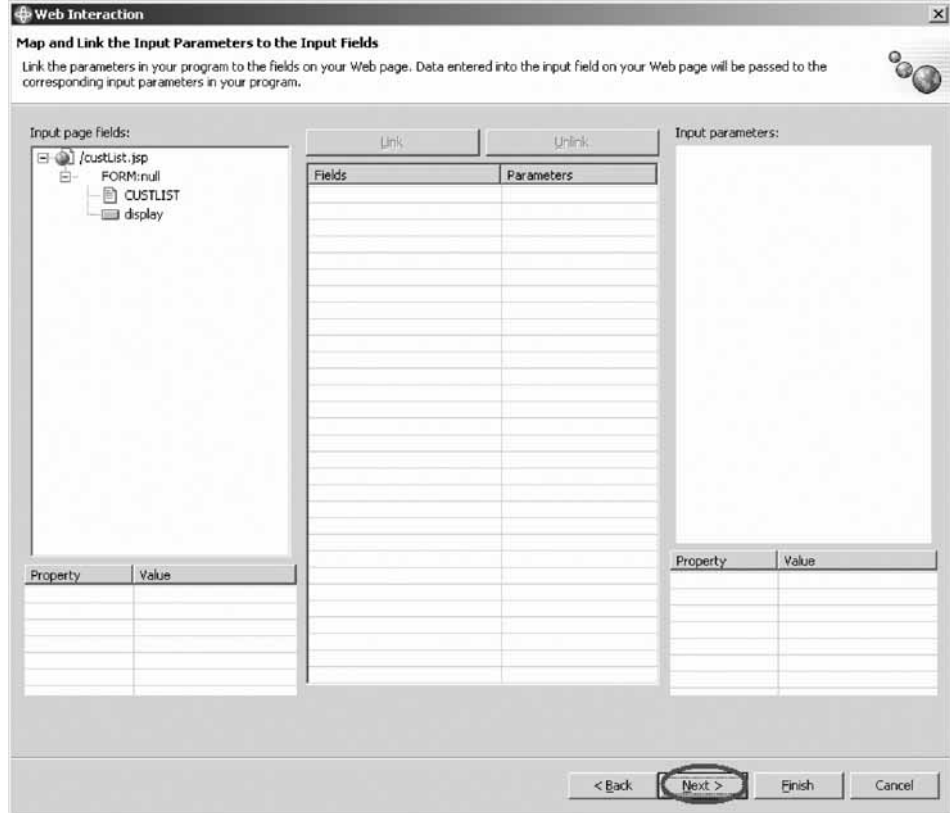 Web Interaction
Map and Link the Input Parameters to the Input Fields
Link the parameters in your program to the fields on your Web page. Data entered into the input field on your Web page will be passed to the
corresponding input parameters in your program.
Input page fields:
Link
Unlink
Input parameters:
/custList.jsp
FORM:null
CUSTLIST
display
Fields
Parameters
Property
Value
Property
Value
< Back
Next >
Finish
Cancel